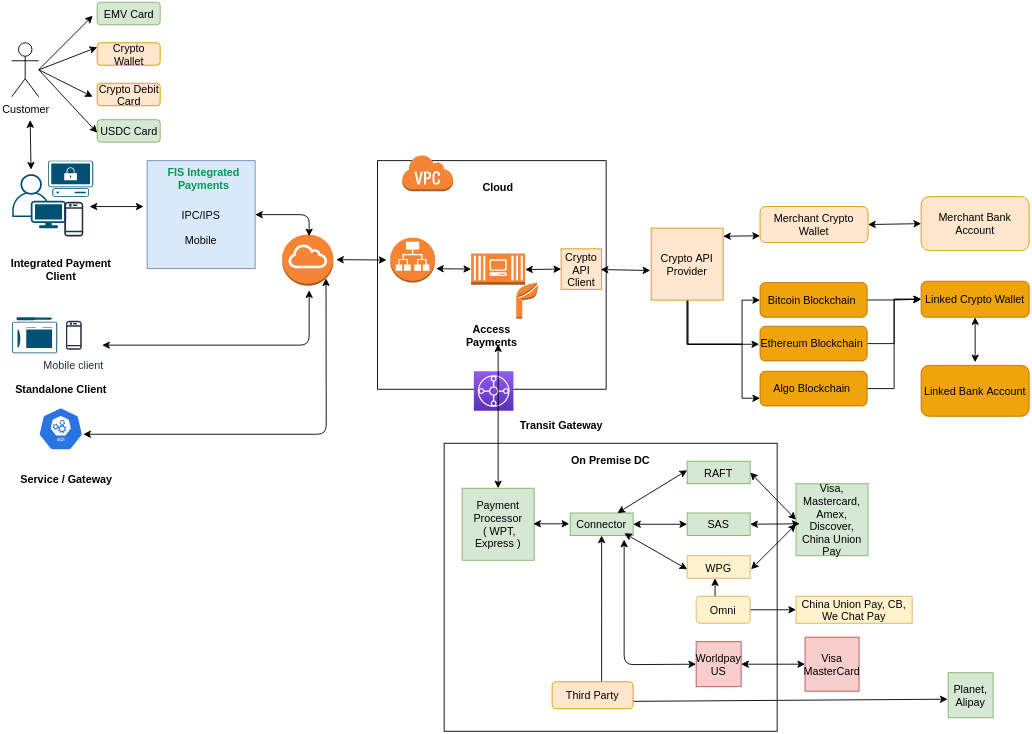 EMV Card
Crypto
Wallet
Crypto Debit
Card
USDC Card
Customer
Integrated Payment
Client
FIS Integrated
Payments
IPC/IPS
Mobile
Mobile client
Standalone Client
Service / Gateway
VPC
Cloud
Access
Payments
Crypto
API
Client
Transit Gateway
Crypto API
Provider
Merchant Crypto
Wallet
Merchant Bank
Account
Bitcoin Blockchain
Ethereum Blockchain
Algo Blockchain
Linked Crypto Wallet
Linked Bank Account
On Premise DC
Payment
Processor
( WPT,
Express )
Connector
RAFT
SAS
WPG
Omni
Worldpay
US
Third Party
Visa,
Mastercard,
Amex,
Discover,
China Union
Pay
China Union Pay, CB,
We Chat Pay
Visa
MasterCard
Planet,
Alipay